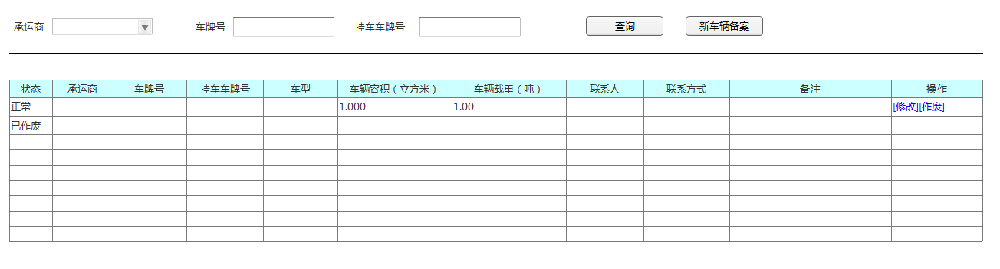 承运商 车牌号 挂车车牌号 查询 新车辆备案
状态 承运商 车牌号 挂车车牌号 车型 车辆容积（立方米） 车辆载重（吨） 联系人 联系方式 备注 操作
正常 1.000 1.00 [修改][作废]
已作废